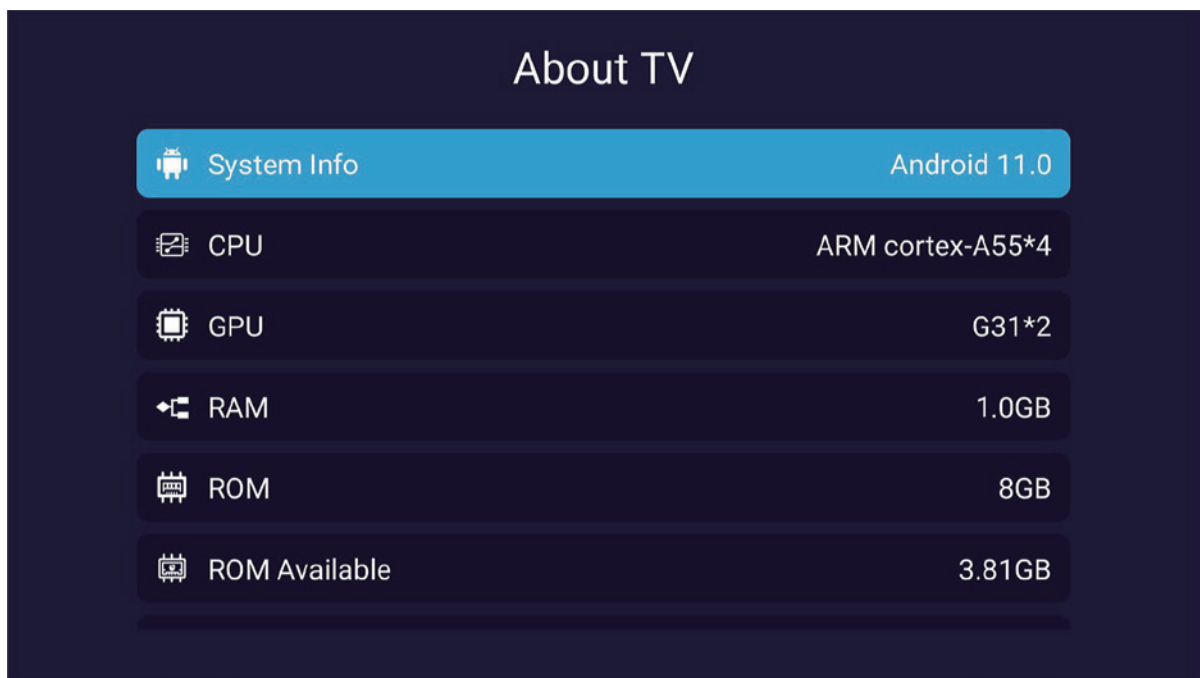 About TV
System Info Android 11.0
CPU ARM cortex-A55*4
GPU G31*2
RAM 1.0GB
ROM 8GB
ROM Available 3.81GB